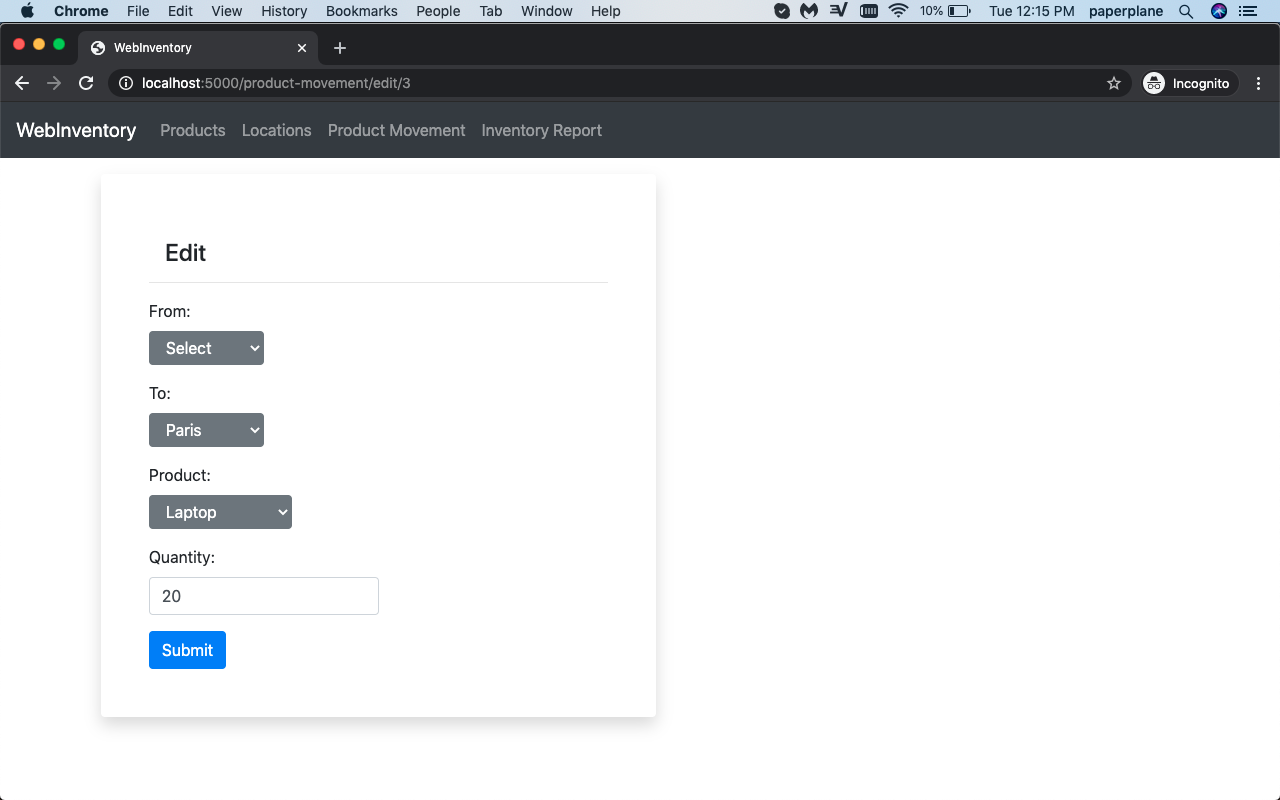 Chrome File Edit View History Bookmarks People Tab Window Help 10% Tue 12:15 PM paperplane
WebInventory
localhost:5000/product-movement/edit/3 Incognito
WebInventory Products Locations Product Movement Inventory Report
Edit
From:
Select
To:
Paris
Product:
Laptop
Quantity:
20
Submit